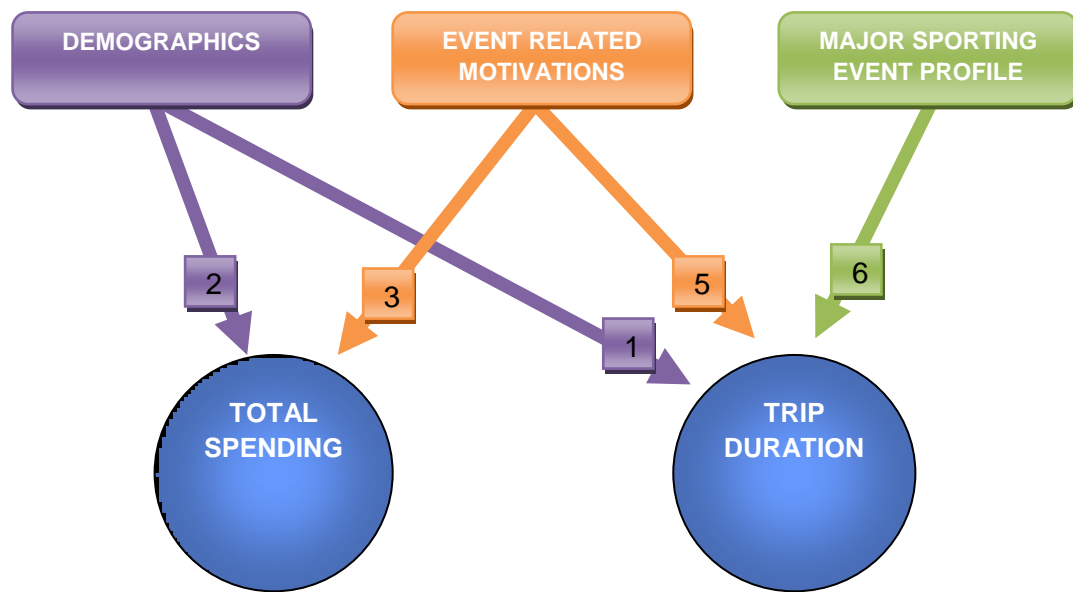 DEMOGRAPHICS
EVENT RELATED
MOTIVATIONS
MAJOR SPORTING
EVENT PROFILE
2
3
5
6
1
TOTAL
SPENDING
TRIP
DURATION